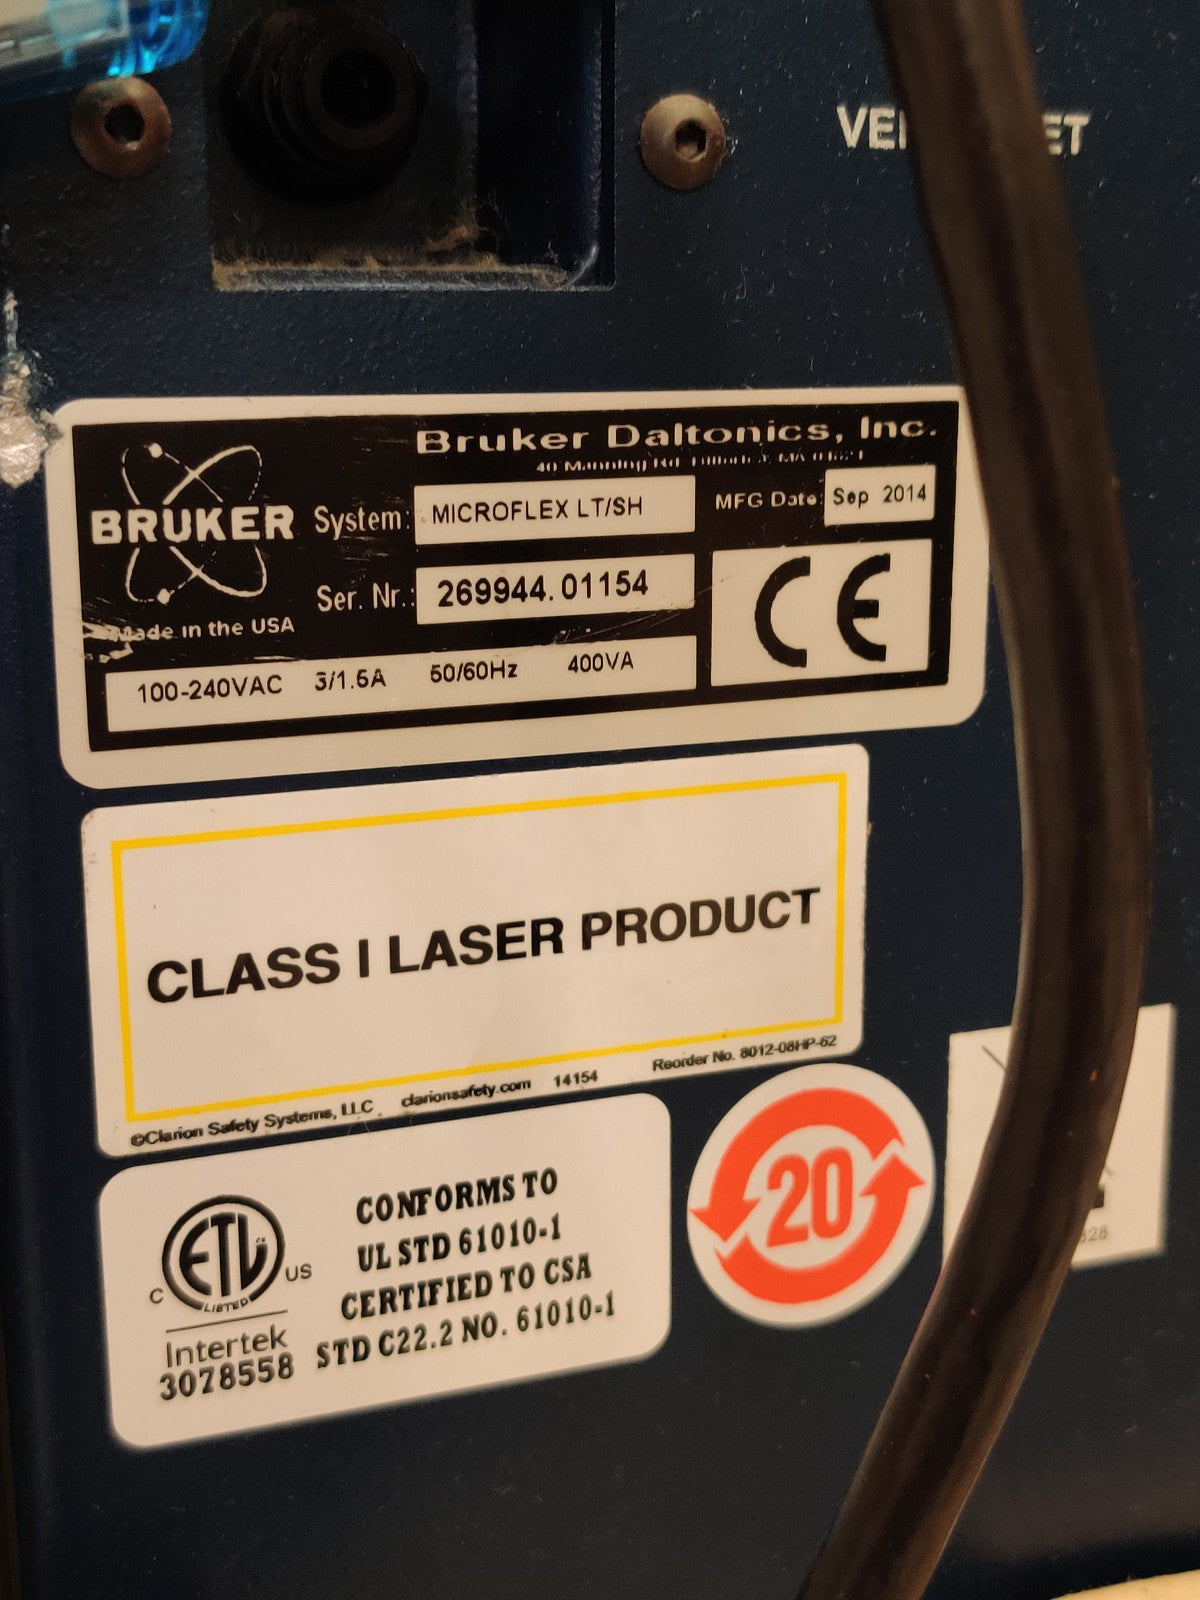 Bruker Daltonics, Inc.
40 Manning Rd
BRUKER
System: MICROFLEX LT/SH
MFG Date: Sep 2014
Ser. Nr.: 269944.01154
CE
Made in the USA
100-240VAC 3/1.5A 50/60Hz 400VA
CLASS I LASER PRODUCT
©Clarion Safety Systems, LLC clarionsafety.com 14154 Reorder No. 8012-08HP-62
ETL
LISTED
C US
Intertek
3078558
CONFORMS TO
UL STD 61010-1
CERTIFIED TO CSA
STD C22.2 NO. 61010-1
20